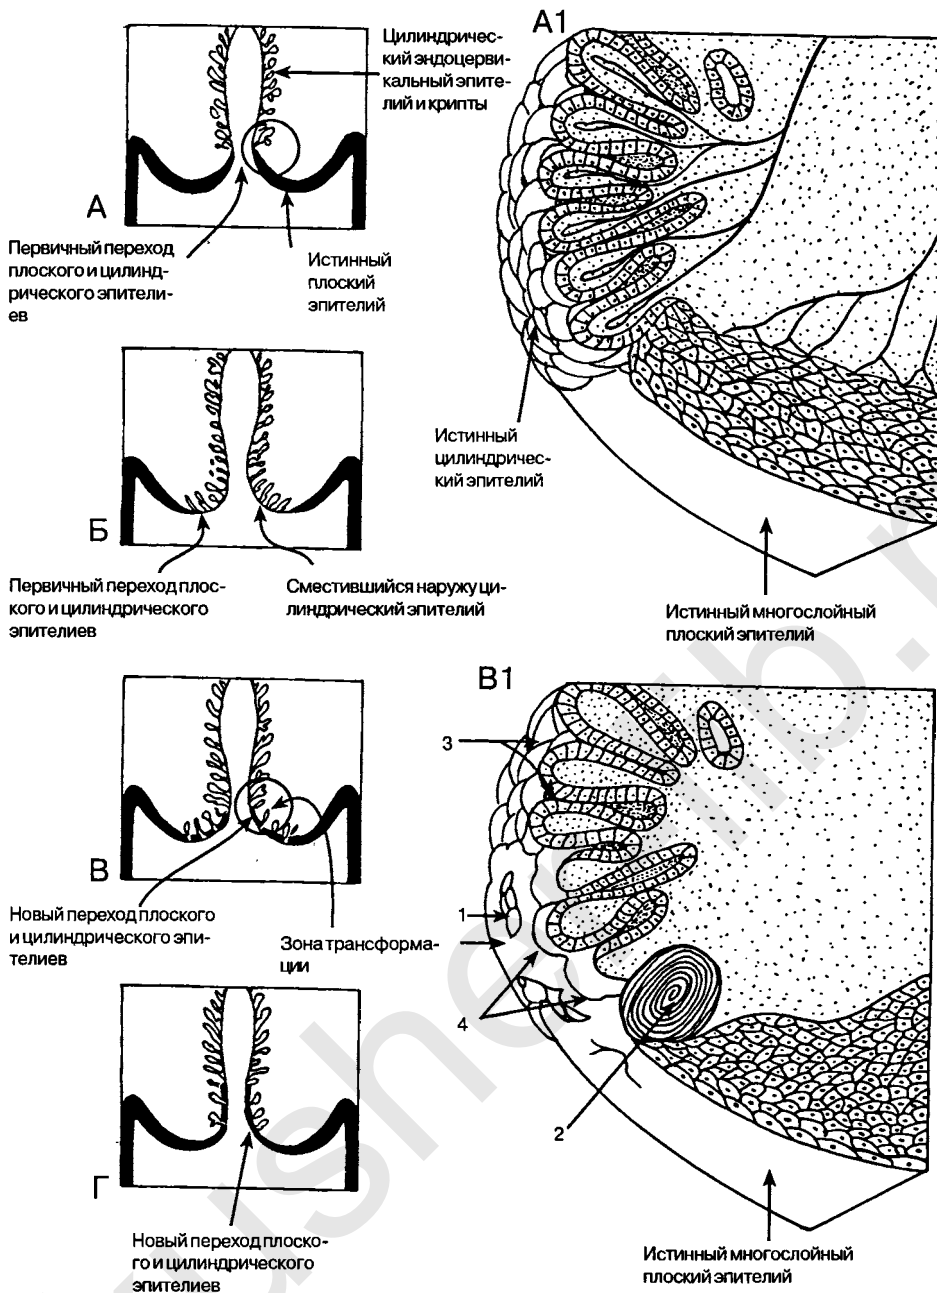 А
Цилиндричес-
кий эндоцерви-
кальный эпите-
лий и крипты
Первичный переход
плоского и цилинд-
рического эпители-
ев
Истинный
плоский
эпителий
А1
Истинный
цилиндричес-
кий эпителий
Истинный многослойный
плоский эпителий
Б
Первичный переход плос-
кого и цилиндрического
эпителиев
Сместившийся наружу ци-
линдрический эпителий
В
Новый переход плоского
и цилиндрического эпи-
телиев
Зона трансформа-
ции
В1
3
1
4
2
Истинный многослойный
плоский эпителий
Г
Новый переход плоско-
го и цилиндрического
эпителиев